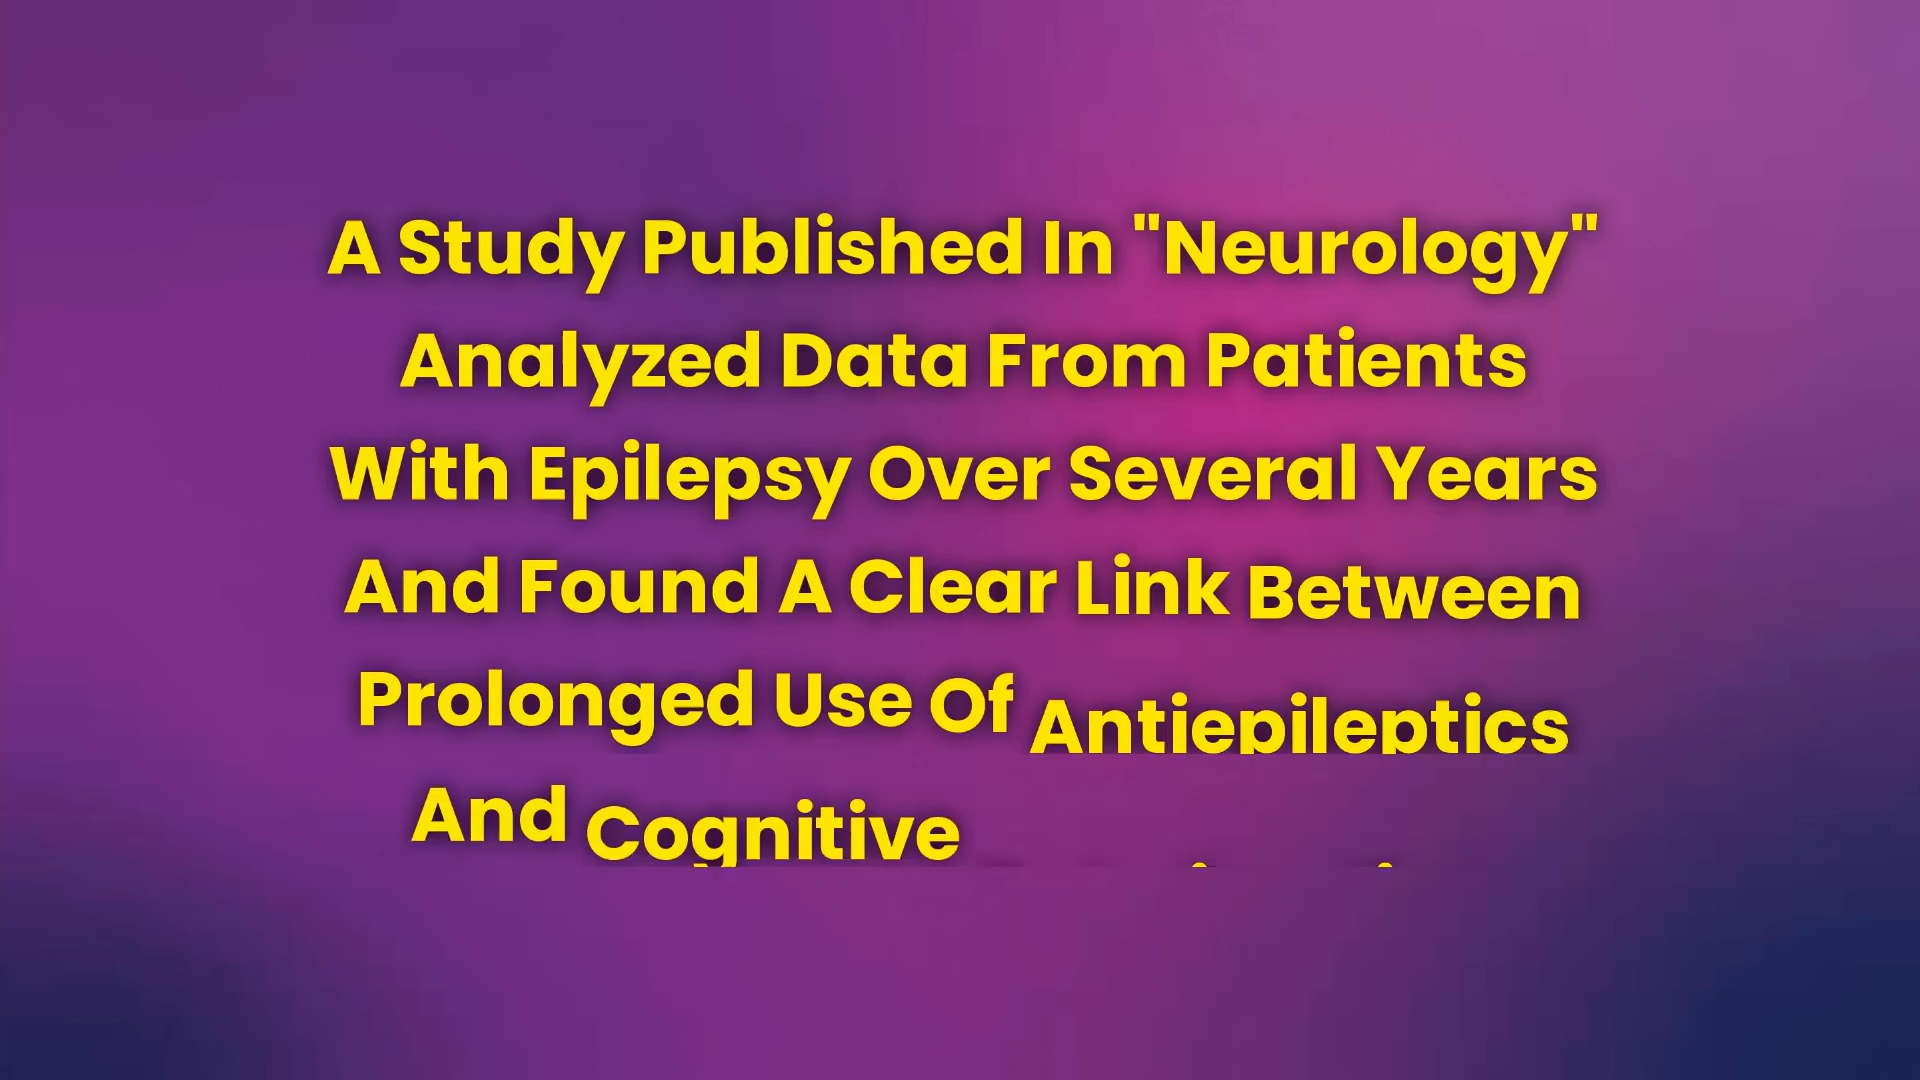 A Study Published In "Neurology"
Analyzed Data From Patients
With Epilepsy Over Several Years
And Found A Clear Link Between
Prolonged Use Of Antiepileptics
And Cognitive